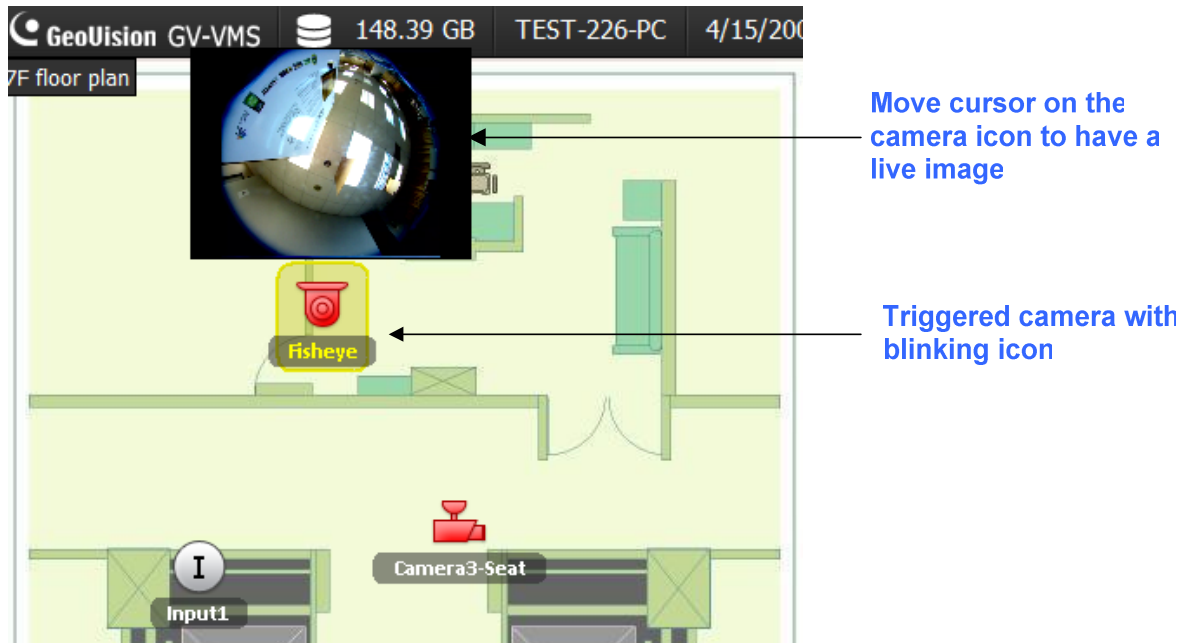 GeoVision GV-VMS 148.39 GB TEST-226-PC 4/15/200
7F floor plan
Move cursor on the
camera icon to have a
live image
Fisheye
Triggered camera with
blinking icon
Camera3-Seat
I
Input1